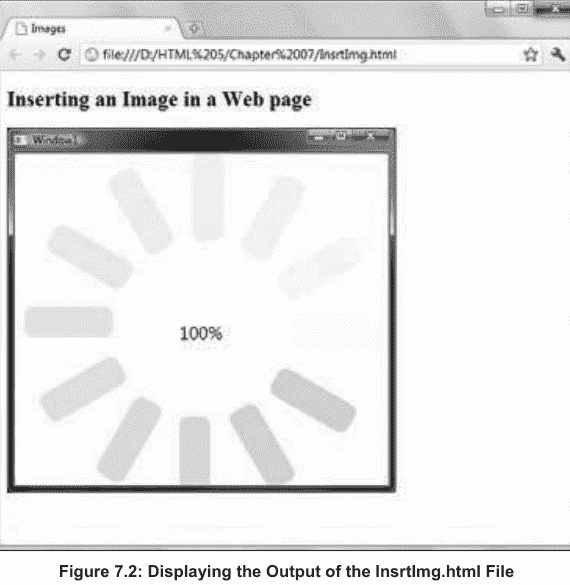 Images
file:///D:/HTML%205/Chapter%2007/InsrtImg.html
Inserting an Image in a Web page
Window1
100%
Figure 7.2: Displaying the Output of the InsrtImg.html File